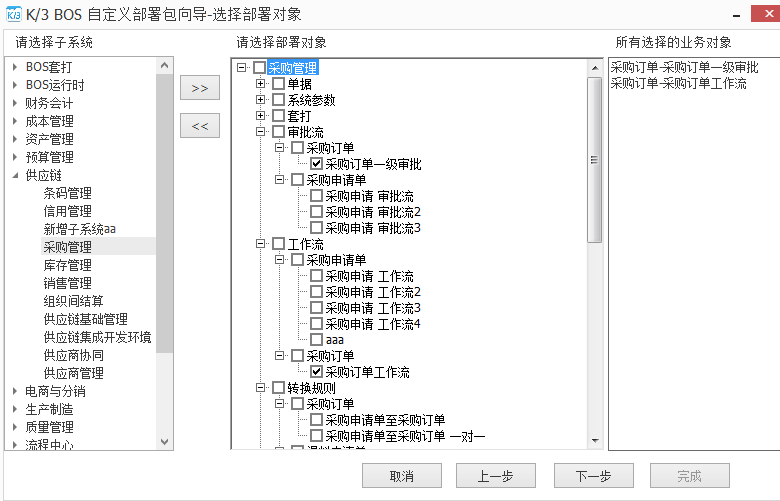 K/3 K/3 BOS 自定义部署包向导-选择部署对象
请选择子系统
BOS套打
BOS运行时
财务会计
成本管理
资产管理
预算管理
供应链
条码管理
信用管理
新增子系统aa
采购管理
库存管理
销售管理
组织间结算
供应链基础管理
供应链集成开发环境
供应商协同
供应商管理
电商与分销
生产制造
质量管理
流程中心
>>
<<
请选择部署对象
采购管理
单据
系统参数
套打
审批流
采购订单
采购订单一级审批
采购申请单
采购申请 审批流
采购申请 审批流2
采购申请 审批流3
工作流
采购申请单
采购申请 工作流
采购申请 工作流2
采购申请 工作流3
采购申请 工作流4
aaa
采购订单
采购订单工作流
转换规则
采购订单
采购申请单至采购订单
采购申请单至采购订单 一对一
所有选择的业务对象
采购订单-采购订单一级审批
采购订单-采购订单工作流
取消
上一步
下一步
完成